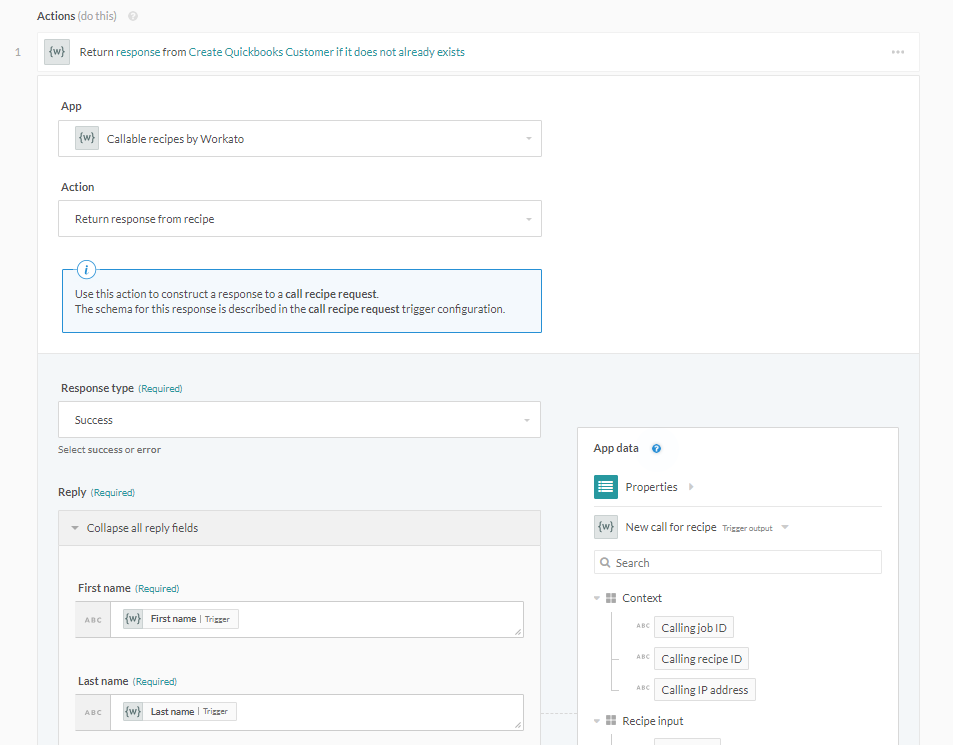 Actions (do this) ?
1 {w} Return response from Create Quickbooks Customer if it does not already exists
App
{w} Callable recipes by Workato
Action
Return response from recipe
i
Use this action to construct a response to a call recipe request.
The schema for this response is described in the call recipe request trigger configuration.
Response type (Required)
Success
Select success or error
Reply (Required)
Collapse all reply fields
First name (Required)
ABC {w} First name | Trigger
Last name (Required)
ABC {w} Last name | Trigger
App data ?
Properties
{w} New call for recipe Trigger output
Search
Context
ABC Calling job ID
ABC Calling recipe ID
ABC Calling IP address
Recipe input